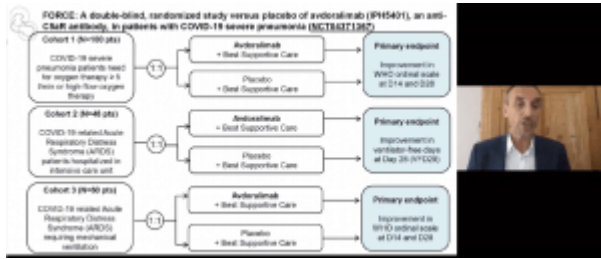 FORCE: A double-blind, randomized study versus placebo of avdoralimab (IPH5401), an anti-
C5aR antibody, in patients with COVID-19 severe pneumonia (NCT04371367)
Cohort 1 (N=100 pts)
COVID-19 severe
pneumonia patients need
for oxygen therapy ≥ 5
l/min or high-flow oxygen
therapy
1:1
Avdoralimab
+ Best Supportive Care
Placebo
+ Best Supportive Care
Primary endpoint
Improvement in
WHO ordinal scale
at D14 and D28
Cohort 2 (N=40 pts)
COVID-19-related Acute
Respiratory Distress
Syndrome (ARDS)
patients hospitalized in
intensive care unit
1:1
Avdoralimab
+ Best Supportive Care
Placebo
+ Best Supportive Care
Primary endpoint
Improvement in
ventilator-free days
at Day 28 (VFD28)
Cohort 3 (N= pts)
COVID-19 related Acute
Respiratory Distress
Syndrome (ARDS)
requiring mechanical
ventilation
1:1
Avdoralimab
+ Best Supportive Care
Placebo
+ Best Supportive Care
Primary endpoint
Improvement in
WHO ordinal scale
at D14 and D28